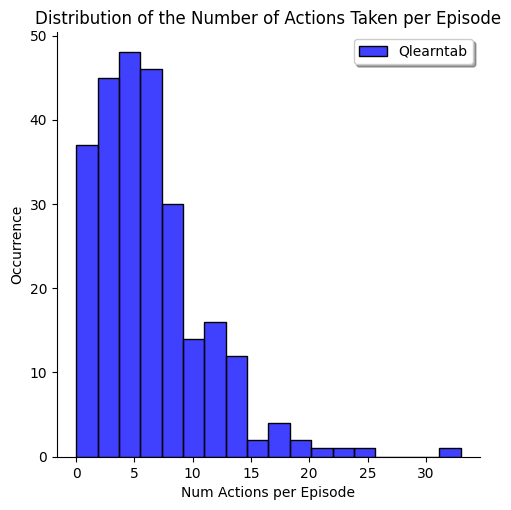 Distribution of the Number of Actions Taken per Episode
Qlearntab
50
40
30
20
10
0
Occurrence
0 5 10 15 20 25 30
Num Actions per Episode